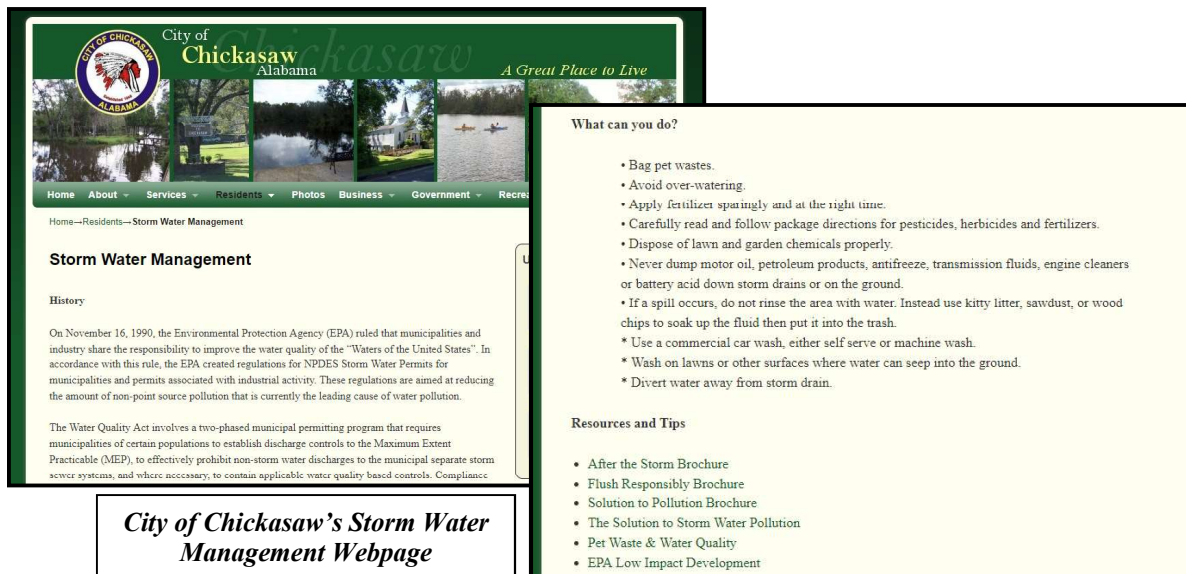 CITY OF CHICKASAW
ALABAMA
City of
Chickasaw
Chickasaw
Alabama
A Great Place to Live
Home About Services Residents Photos Business Government Recrea
Home→Residents→Storm Water Management
Storm Water Management
U
History
On November 16, 1990, the Environmental Protection Agency (EPA) ruled that municipalities and
industry share the responsibility to improve the water quality of the “Waters of the United States”. In
accordance with this rule, the EPA created regulations for NPDES Storm Water Permits for
municipalities and permits associated with industrial activity. These regulations are aimed at reducing
the amount of non-point source pollution that is currently the leading cause of water pollution.
The Water Quality Act involves a two-phased municipal permitting program that requires
municipalities of certain populations to establish discharge controls to the Maximum Extent
Practicable (MEP), to effectively prohibit non-storm water discharges to the municipal separate storm
sewer systems, and where necessary, to contain applicable water quality based controls. Compliance
City of Chickasaw’s Storm Water
Management Webpage
What can you do?
• Bag pet wastes.
• Avoid over-watering.
• Apply fertilizer sparingly and at the right time.
• Carefully read and follow package directions for pesticides, herbicides and fertilizers.
• Dispose of lawn and garden chemicals properly.
• Never dump motor oil, petroleum products, antifreeze, transmission fluids, engine cleaners
or battery acid down storm drains or on the ground.
• If a spill occurs, do not rinse the area with water. Instead use kitty litter, sawdust, or wood
chips to soak up the fluid then put it into the trash.
* Use a commercial car wash, either self serve or machine wash.
* Wash on lawns or other surfaces where water can seep into the ground.
* Divert water away from storm drain.
Resources and Tips
• After the Storm Brochure
• Flush Responsibly Brochure
• Solution to Pollution Brochure
• The Solution to Storm Water Pollution
• Pet Waste & Water Quality
• EPA Low Impact Development